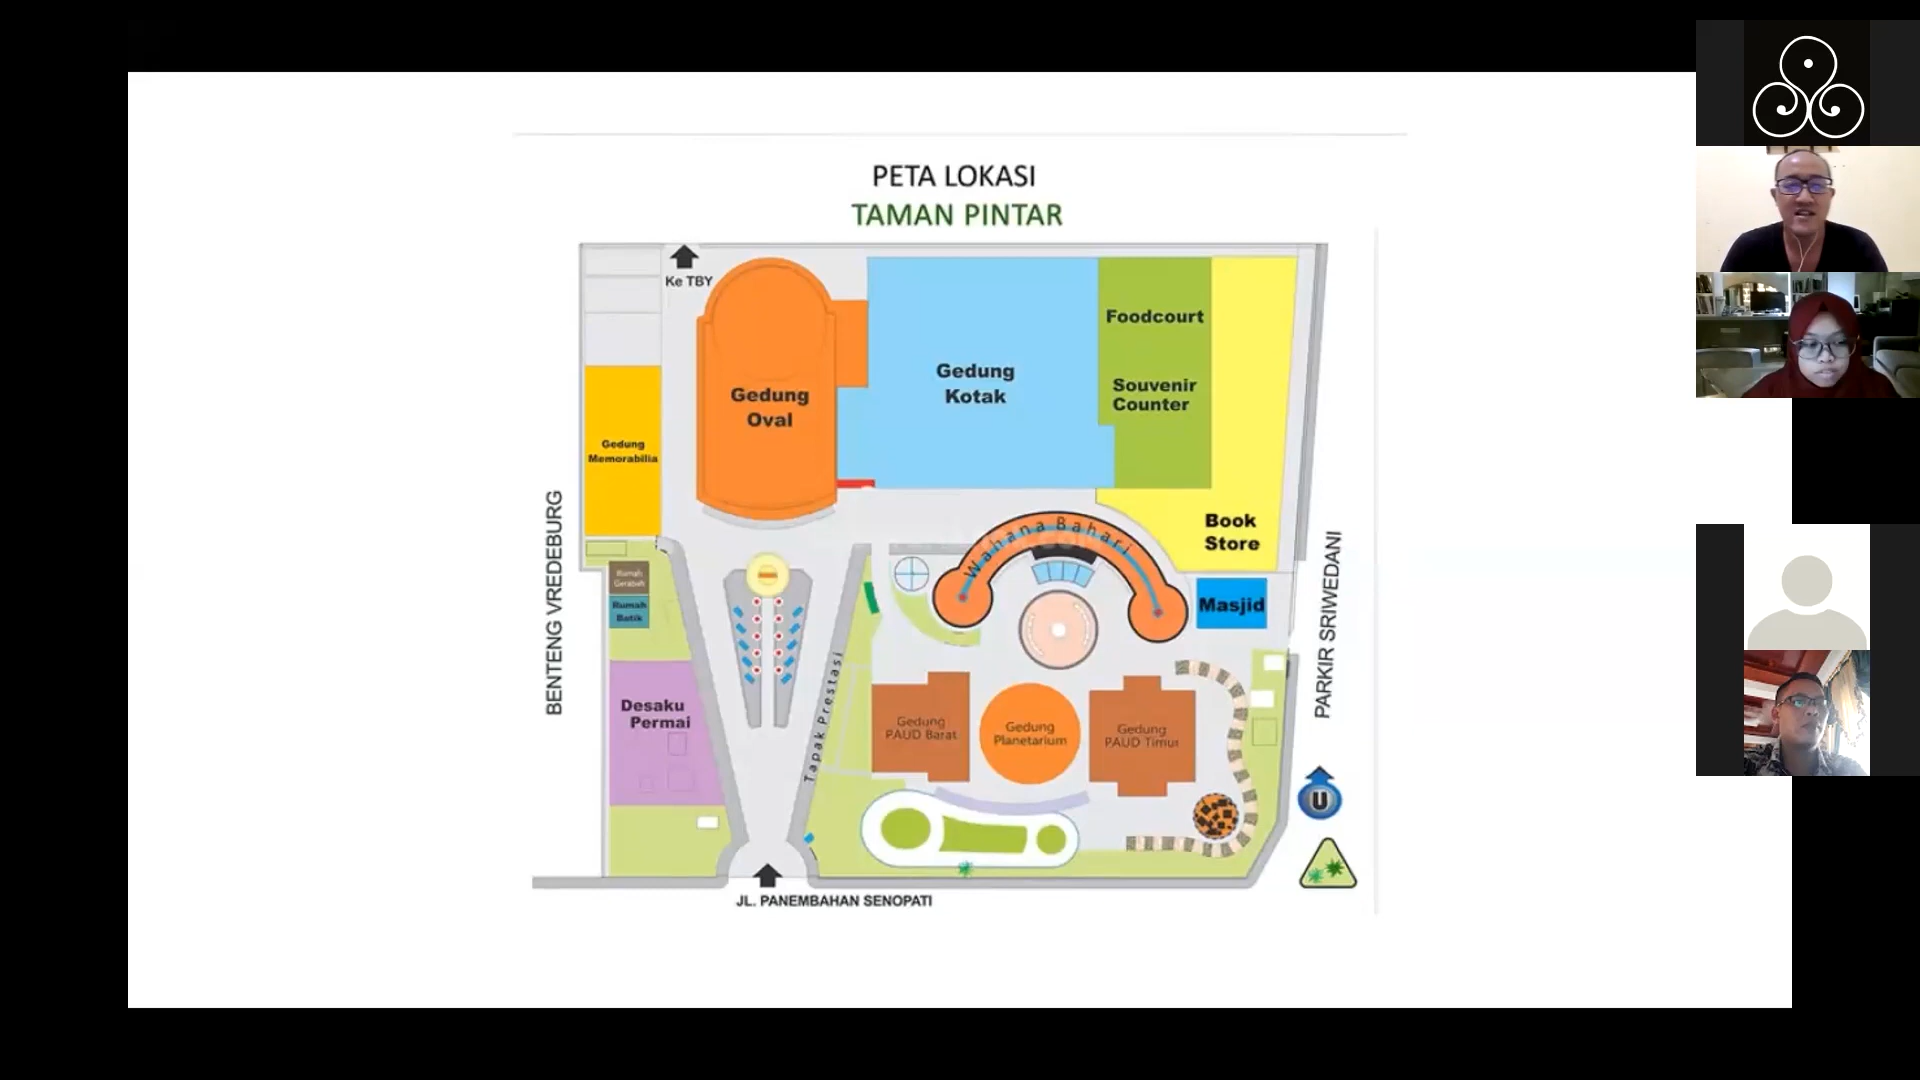 PETA LOKASI
TAMAN PINTAR
Ke TBY
Foodcourt
Gedung
Kotak
Souvenir
Counter
Gedung
Oval
Gedung
Memorabilia
Book
Store
Wahana Bahari
BENTENG VREDEBURG
PARKIR SRIWEDANI
Rumah
Gerabah
Rumah
Batik
Masjid
Tapak Prestasi
Desaku
Permai
Gedung
PAUD Barat
Gedung
Planetarium
Gedung
PAUD Timur
U
JL. PANEMBAHAN SENOPATI